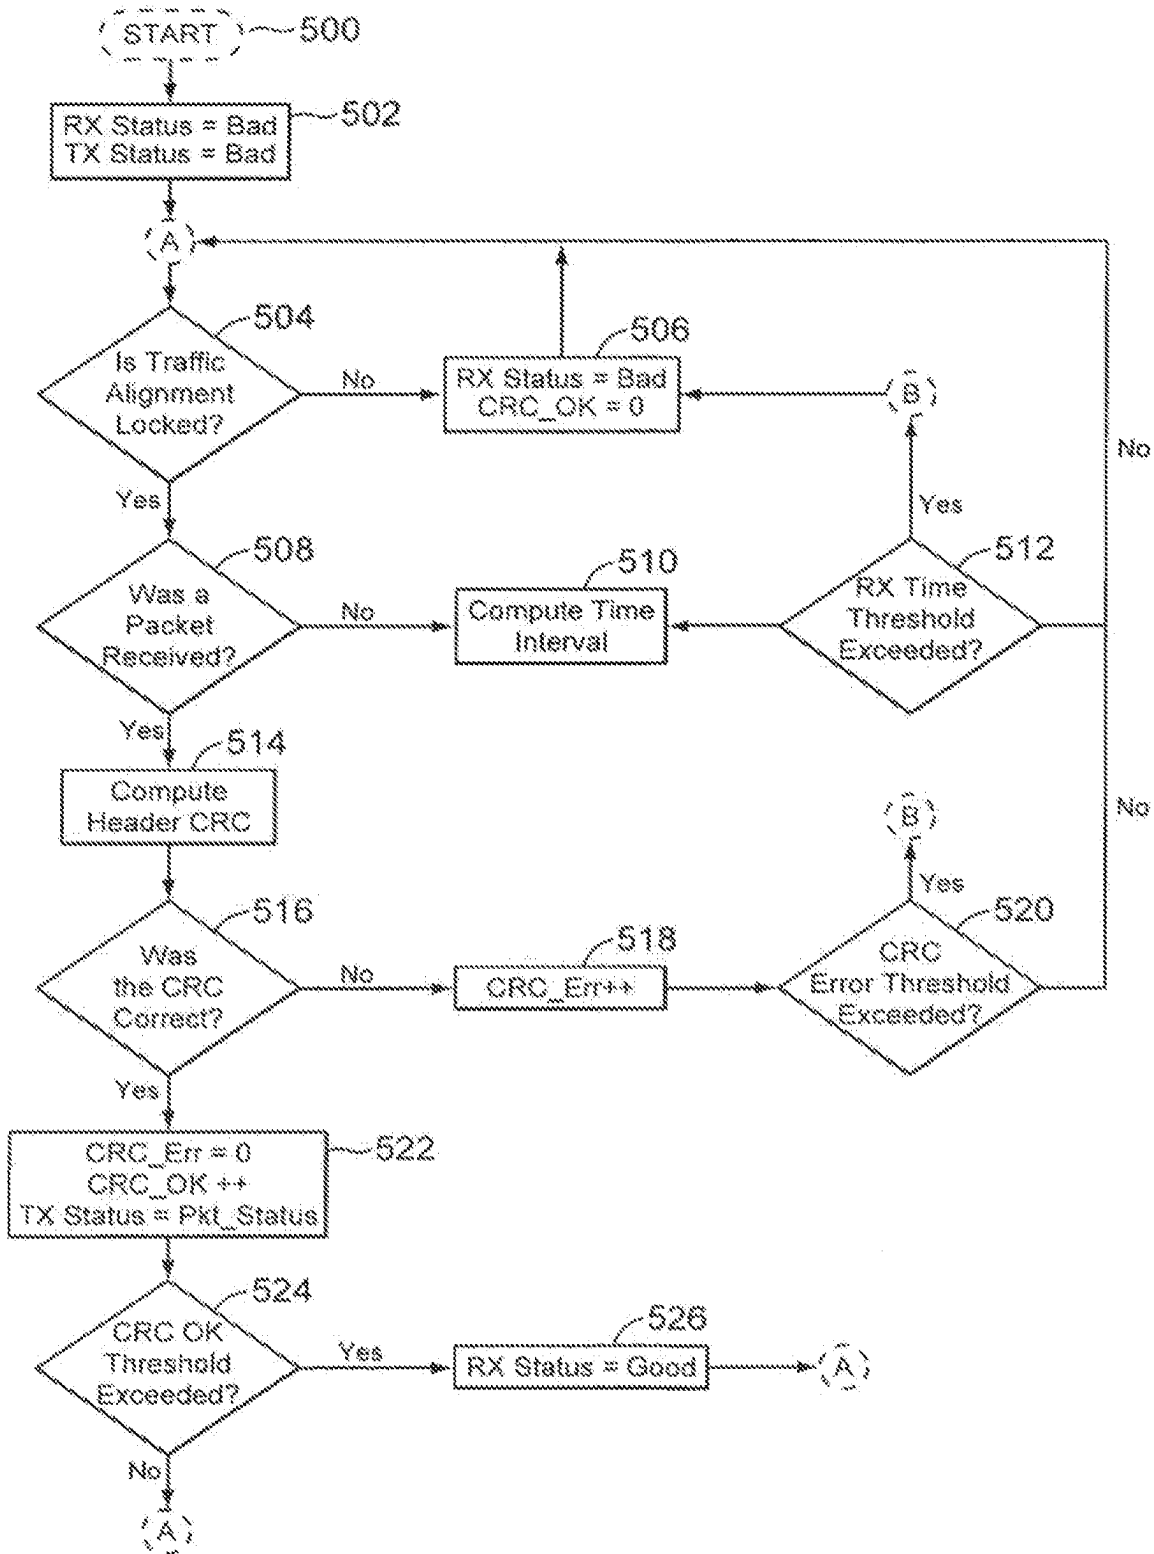 START
500
RX Status = Bad
TX Status = Bad
502
A
504
Is Traffic
Alignment
Locked?
No
506
RX Status = Bad
CRC_OK = 0
B
No
Yes
Yes
508
Was a
Packet
Received?
No
510
Compute Time
Interval
512
RX Time
Threshold
Exceeded?
Yes
514
Compute
Header CRC
B
No
Yes
516
Was
the CRC
Correct?
No
518
CRC_Err++
520
CRC
Error Threshold
Exceeded?
Yes
CRC_Err = 0
CRC_OK ++
TX Status = Pkt_Status
522
524
CRC OK
Threshold
Exceeded?
Yes
526
RX Status = Good
A
No
A